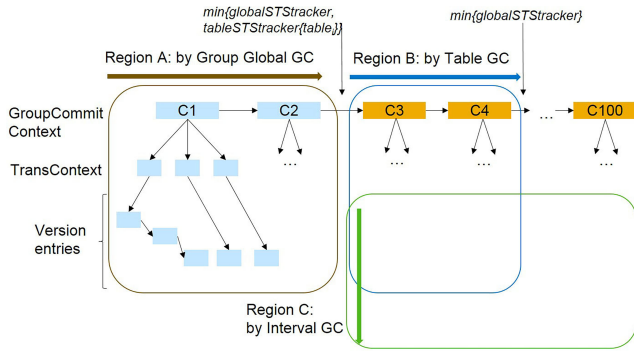 min{globalSTStracker,
tableSTStracker{tableᵢ}}
min{globalSTStracker}
Region A: by Group Global GC
Region B: by Table GC
GroupCommit
Context
C1
C2
C3
C4
...
C100
...
...
...
...
TransContext
Version
entries
Region C:
by Interval GC